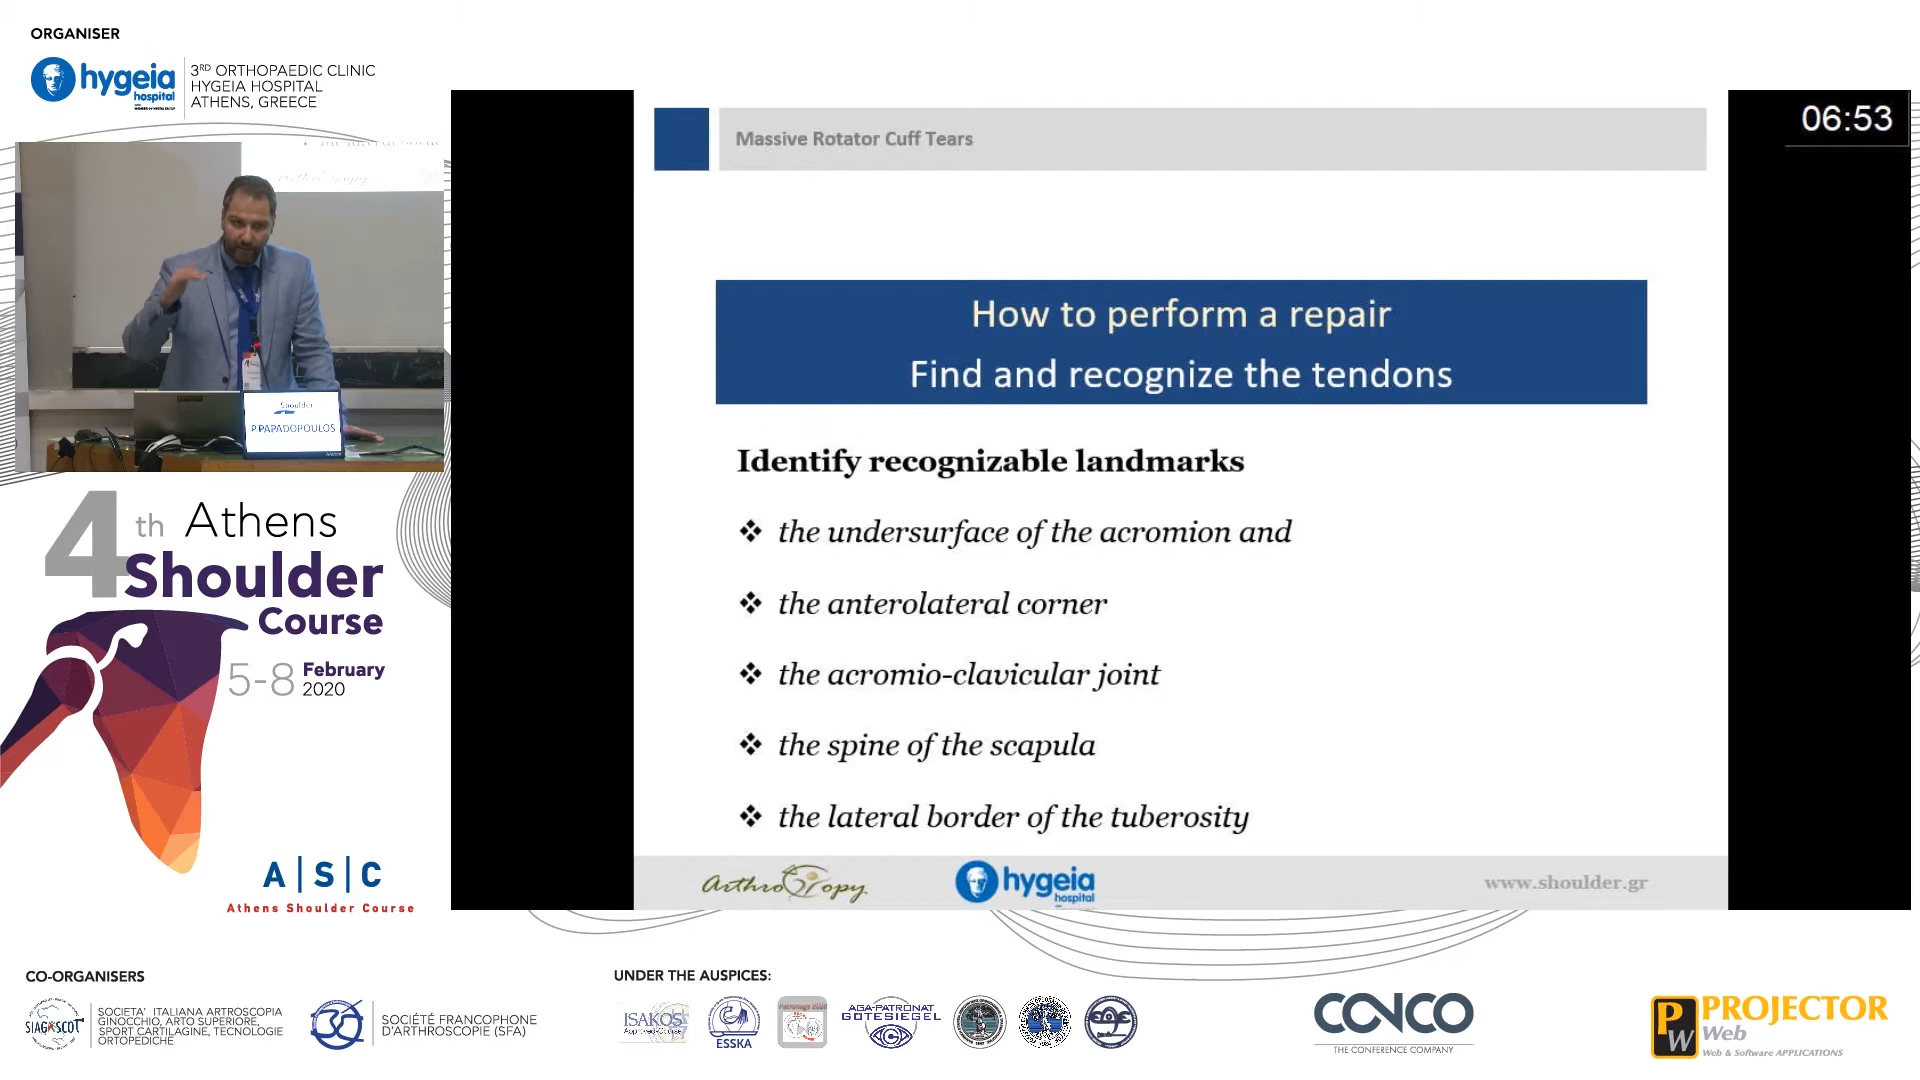 ORGANISER
hygeia
hospital
3RD ORTHOPAEDIC CLINIC
HYGEIA HOSPITAL
ATHENS, GREECE
Shoulder
P.PAPADOPOULOS
4th Athens
Shoulder
Course
5-8 February
2020
A|S|C
Athens Shoulder Course
06:53
Massive Rotator Cuff Tears
How to perform a repair
Find and recognize the tendons
Identify recognizable landmarks
❖ the undersurface of the acromion and
❖ the anterolateral corner
❖ the acromio-clavicular joint
❖ the spine of the scapula
❖ the lateral border of the tuberosity
hygeia
hospital
www.shoulder.gr
CO-ORGANISERS
SIAGASCOT
SOCIETA' ITALIANA ARTROSCOPIA
GINOCCHIO, ARTO SUPERIORE,
SPORT CARTILAGINE, TECNOLOGIE
ORTOPEDICHE
SOCIÉTÉ FRANCOPHONE
D'ARTHROSCOPIE (SFA)
UNDER THE AUSPICES:
ISAKOS
ESSKA
Patronage 2020
AGA-PATRONAT
GÜTESIEGEL
CONCO
THE CONFERENCE COMPANY
PW
PROJECTOR
Web
Web & Software APPLICATIONS